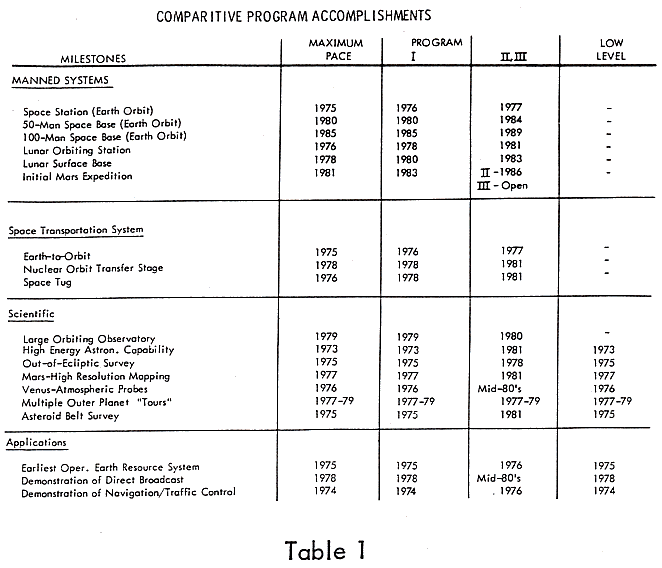 COMPARITIVE PROGRAM ACCOMPLISHMENTS
MILESTONES MAXIMUM PACE PROGRAM I II, III LOW LEVEL
MANNED SYSTEMS
Space Station (Earth Orbit) 1975 1976 1977 -
50-Man Space Base (Earth Orbit) 1980 1980 1984 -
100-Man Space Base (Earth Orbit) 1985 1985 1989 -
Lunar Orbiting Station 1976 1978 1981 -
Lunar Surface Base 1978 1980 1983 -
Initial Mars Expedition 1981 1983 II - 1986 -
III - Open
Space Transportation System
Earth-to-Orbit 1975 1976 1977 -
Nuclear Orbit Transfer Stage 1978 1978 1981 -
Space Tug 1976 1978 1981 -
Scientific
Large Orbiting Observatory 1979 1979 1980 -
High Energy Astron. Capability 1973 1973 1981 1973
Out-of-Ecliptic Survey 1975 1975 1978 1975
Mars-High Resolution Mapping 1977 1977 1981 1977
Venus-Atmospheric Probes 1976 1976 Mid-80's 1976
Multiple Outer Planet "Tours" 1977-79 1977-79 1977-79 1977-79
Asteroid Belt Survey 1975 1975 1981 1975
Applications
Earliest Oper. Earth Resource System 1975 1975 1976 1975
Demonstration of Direct Broadcast 1978 1978 Mid-80's 1978
Demonstration of Navigation/Traffic Control 1974 1974 1976 1974
Table 1